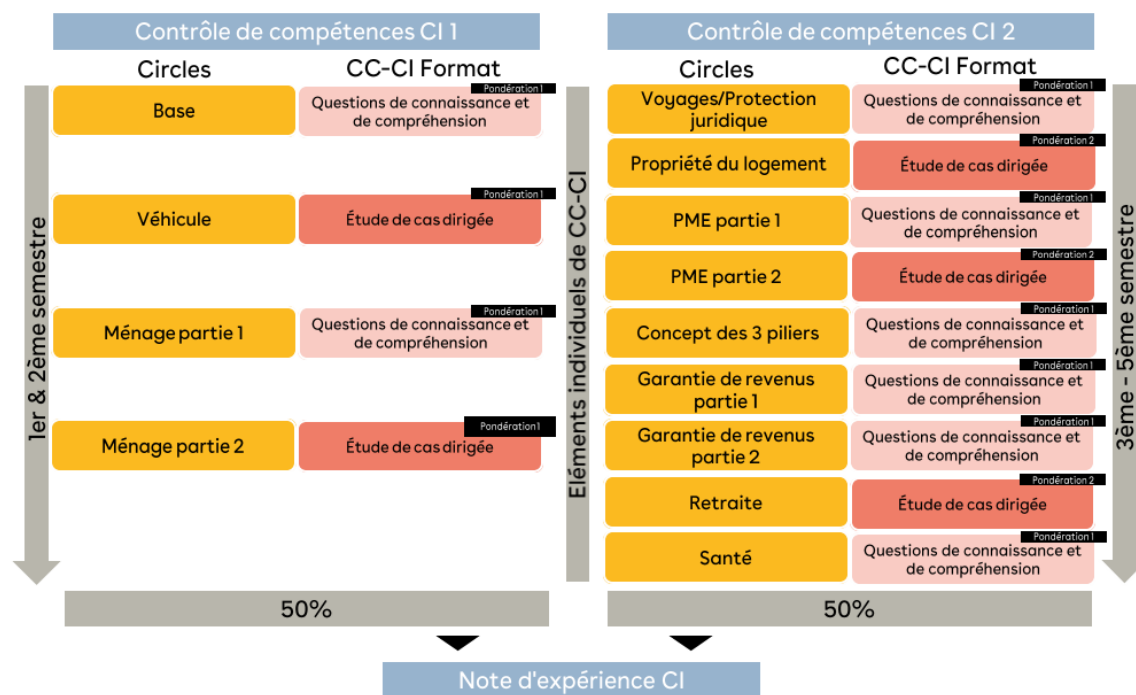 Contrôle de compétences CI 1
Circles
CC-CI Format
Pondération 1
Base
Questions de connaissance et
de compréhension
Pondération 1
Véhicule
Étude de cas dirigée
Pondération 1
Ménage partie 1
Questions de connaissance et
de compréhension
Pondération 1
Ménage partie 2
Étude de cas dirigée
1er & 2ème semestre
50%
Eléments individuels de CC-CI
Contrôle de compétences CI 2
Circles
CC-CI Format
Pondération 1
Voyages/Protection
juridique
Questions de connaissance et
de compréhension
Pondération 2
Propriété du logement
Étude de cas dirigée
Pondération 1
PME partie 1
Questions de connaissance et
de compréhension
Pondération 2
PME partie 2
Étude de cas dirigée
Pondération 1
Concept des 3 piliers
Questions de connaissance et
de compréhension
Pondération 1
Garantie de revenus
partie 1
Questions de connaissance et
de compréhension
Pondération 1
Garantie de revenus
partie 2
Questions de connaissance et
de compréhension
Pondération 2
Retraite
Étude de cas dirigée
Pondération 1
Santé
Questions de connaissance et
de compréhension
3ème - 5ème semestre
50%
Note d'expérience CI